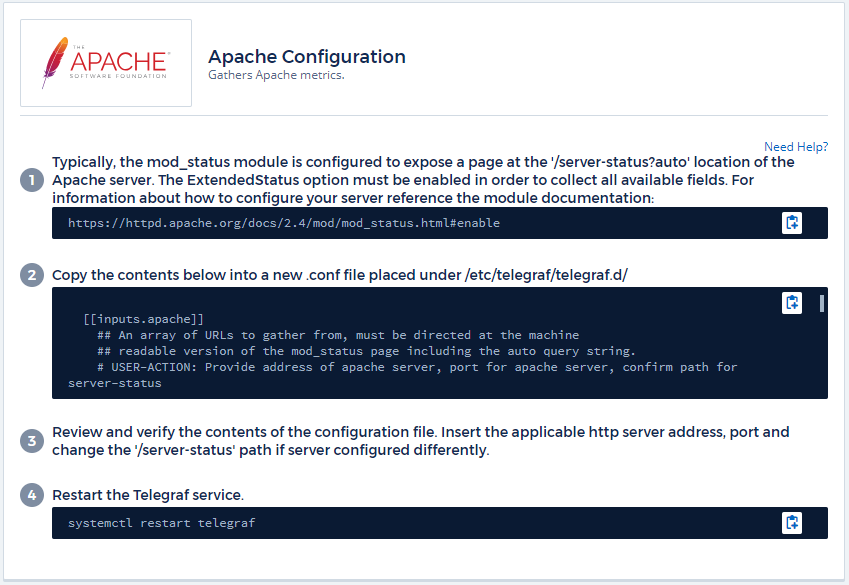 THE
APACHE
SOFTWARE FOUNDATION
Apache Configuration
Gathers Apache metrics.
Need Help?
1
Typically, the mod_status module is configured to expose a page at the '/server-status?auto' location of the
Apache server. The ExtendedStatus option must be enabled in order to collect all available fields. For
information about how to configure your server reference the module documentation:
https://httpd.apache.org/docs/2.4/mod/mod_status.html#enable
2
Copy the contents below into a new .conf file placed under /etc/telegraf/telegraf.d/
[[inputs.apache]]
## An array of URLs to gather from, must be directed at the machine
## readable version of the mod_status page including the auto query string.
# USER-ACTION: Provide address of apache server, port for apache server, confirm path for
server-status
3
Review and verify the contents of the configuration file. Insert the applicable http server address, port and
change the '/server-status' path if server configured differently.
4
Restart the Telegraf service.
systemctl restart telegraf